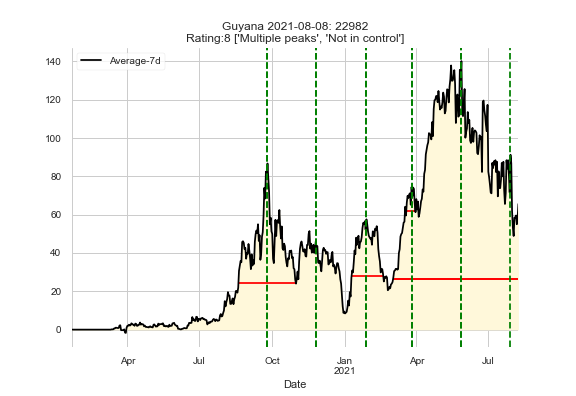 Guyana 2021-08-08: 22982
Rating:8 ['Multiple peaks', 'Not in control']
Average-7d
140
120
100
80
60
40
20
0
Apr
Jul
Oct
Jan
2021
Apr
Jul
Date